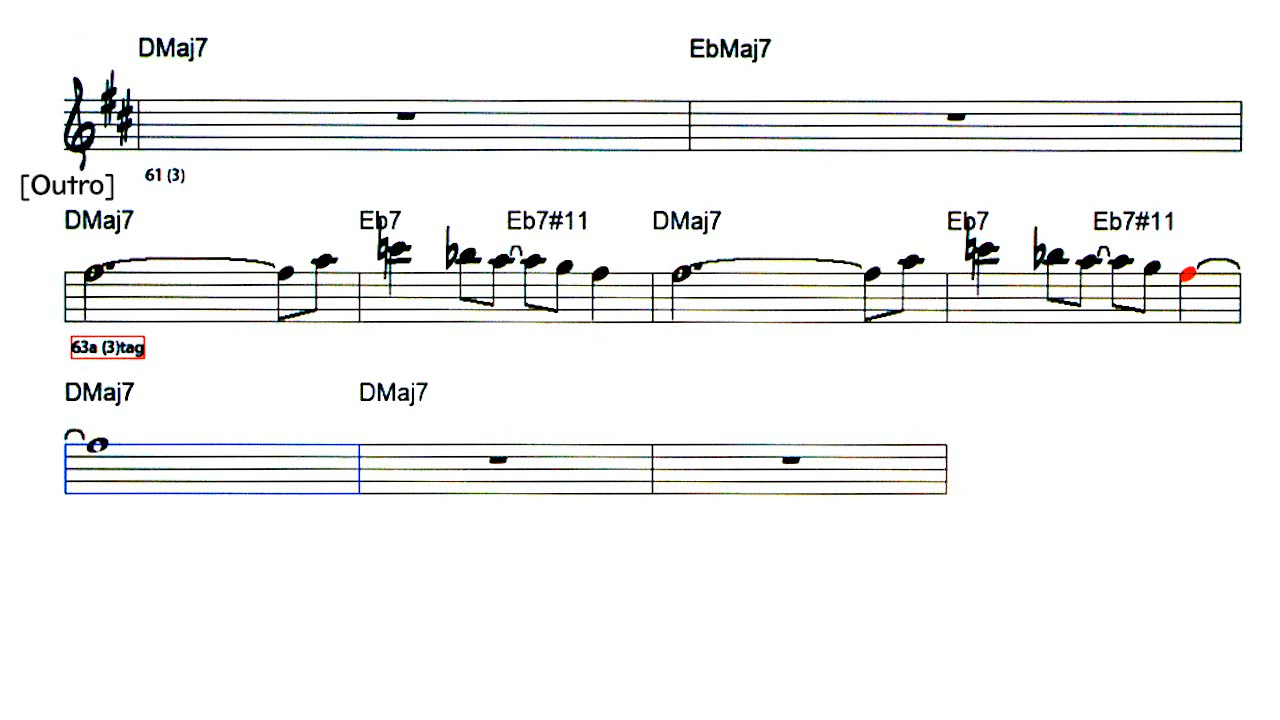 DMaj7 EbMaj7
[Outro] 61 (3)
DMaj7 Eb7 Eb7#11 DMaj7 Eb7 Eb7#11
63a (3)tag
DMaj7 DMaj7